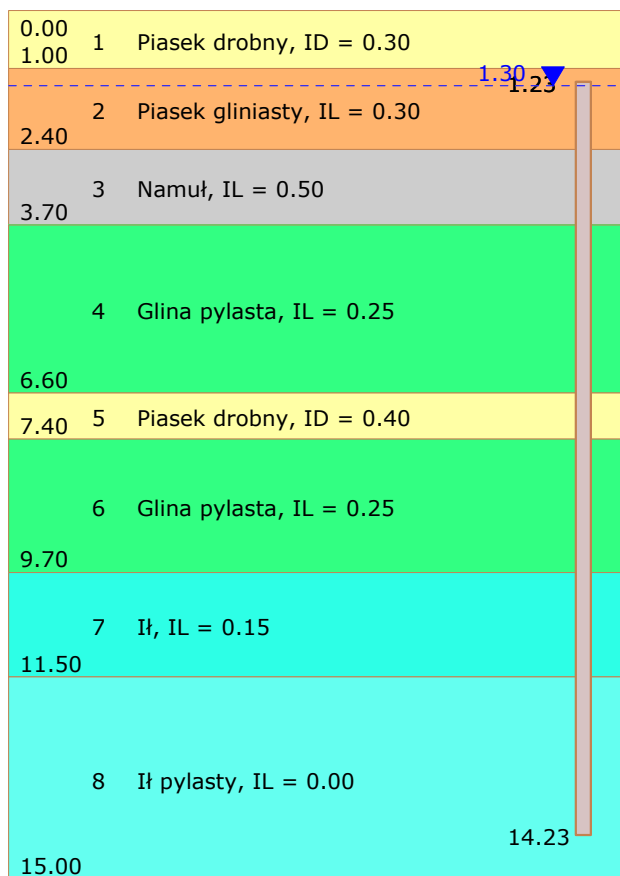 0.00
1 Piasek drobny, ID = 0.30
1.00
1.30
1.23
2 Piasek gliniasty, IL = 0.30
2.40
3 Namuł, IL = 0.50
3.70
4 Glina pylasta, IL = 0.25
6.60
5 Piasek drobny, ID = 0.40
7.40
6 Glina pylasta, IL = 0.25
9.70
7 Ił, IL = 0.15
11.50
8 Ił pylasty, IL = 0.00
14.23
15.00